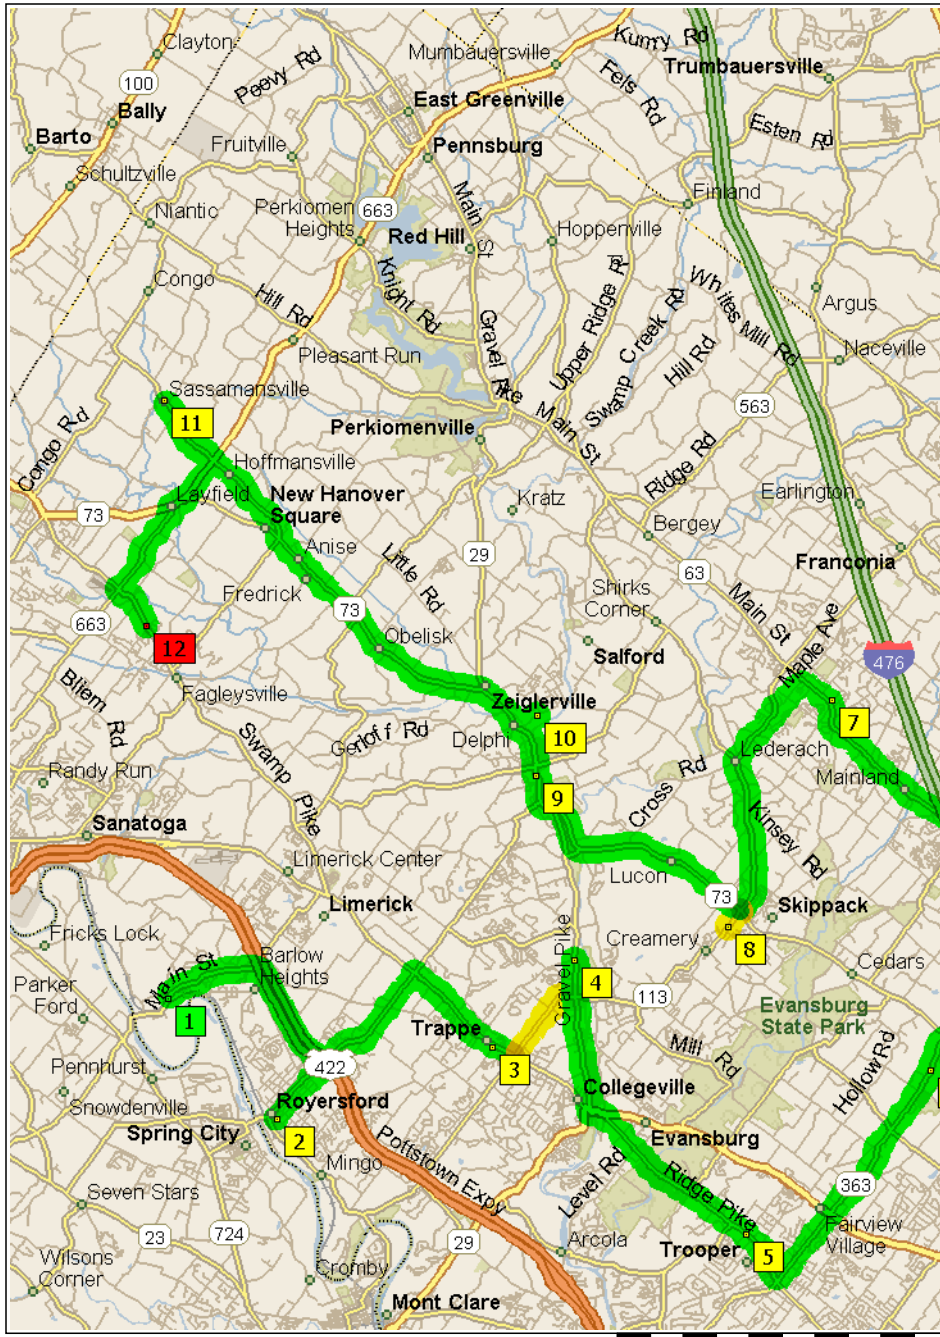 Clayton
Mumbauersville
Kumry Rd
Trumbauersville
100
Peevy Rd
Fels Rd
East Greenville
Bally
Esten Rd
Barto
Fruitville
Pennsburg
Schultzville
Main St
Finland
Niantic
Perkiomen
Heights
663
Red Hill
Hoppenville
Congo
Hill Rd
Knight Rd
Upper Ridge Rd
Swamp Creek Rd
Whites Mill Rd
Argus
Gravel Pike
Pleasant Run
Hill Rd
Naceville
Sassamansville
11
Main St
563
Congo Rd
Perkiomenville
Ridge Rd
Hoffmansville
Layfield
New Hanover
Square
Kratz
Earlington
73
Bergey
Anise
Little Rd
29
Franconia
Fredrick
63
Shirks
Corner
Main St
73
663
12
Obelisk
Salford
Maple Ave
476
Fagleysville
Bliem Rd
Zeiglerville
7
Swamp Pike
Gerloff Rd
Delphi
10
Lederach
Randy Run
Cross Rd
Mainland
9
Sanatoga
Kinsey Rd
Limerick Center
Lucon
73
Limerick
Skippack
Fricks Lock
Gravel Pike
Creamery
8
Barlow
Heights
Main St
Cedars
Parker
Ford
4
113
Evansburg
State Park
1
Trappe
Mill Rd
Hollow Rd
Pennhurst
422
3
Snowdenville
Royersford
Collegeville
Spring City
2
Evansburg
Pottstown Expy
Mingo
Level Rd
Ridge Pike
363
Seven Stars
724
23
29
Arcola
Trooper
5
Fairview
Village
Wilsons
Corner
Cromby
Mont Clare